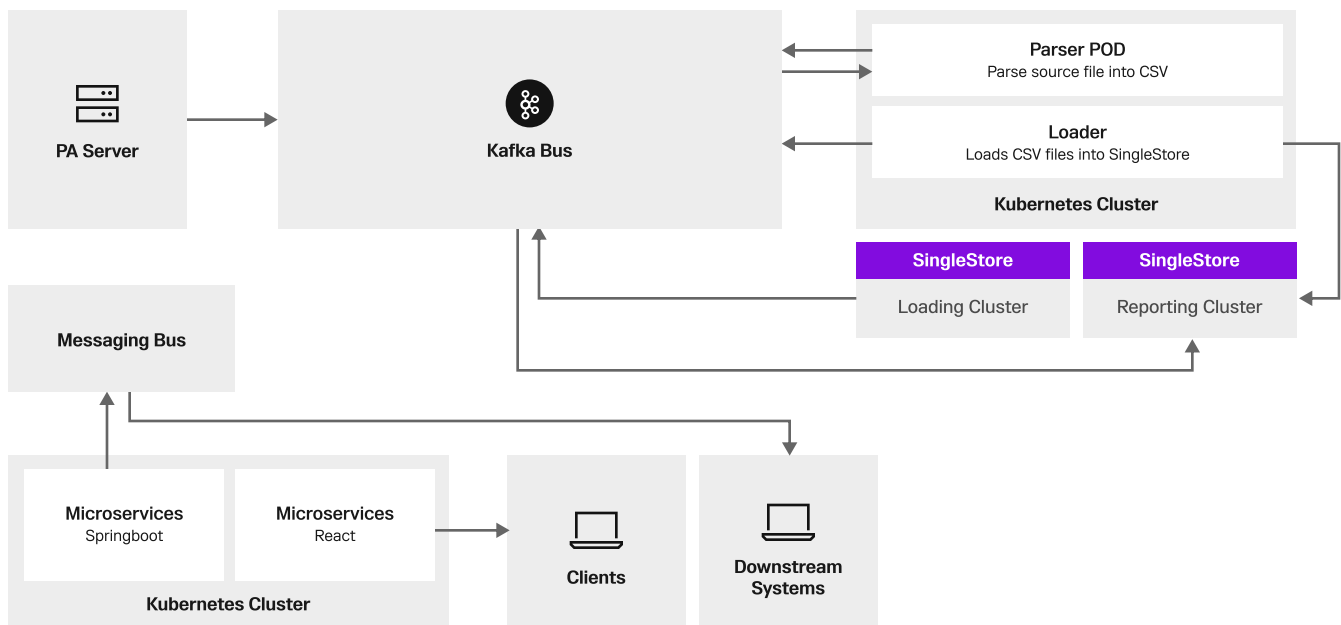 PA Server
Kafka Bus
Parser POD
Parse source file into CSV
Loader
Loads CSV files into SingleStore
Kubernetes Cluster
SingleStore
Loading Cluster
SingleStore
Reporting Cluster
Messaging Bus
Microservices
Springboot
Microservices
React
Kubernetes Cluster
Clients
Downstream
Systems